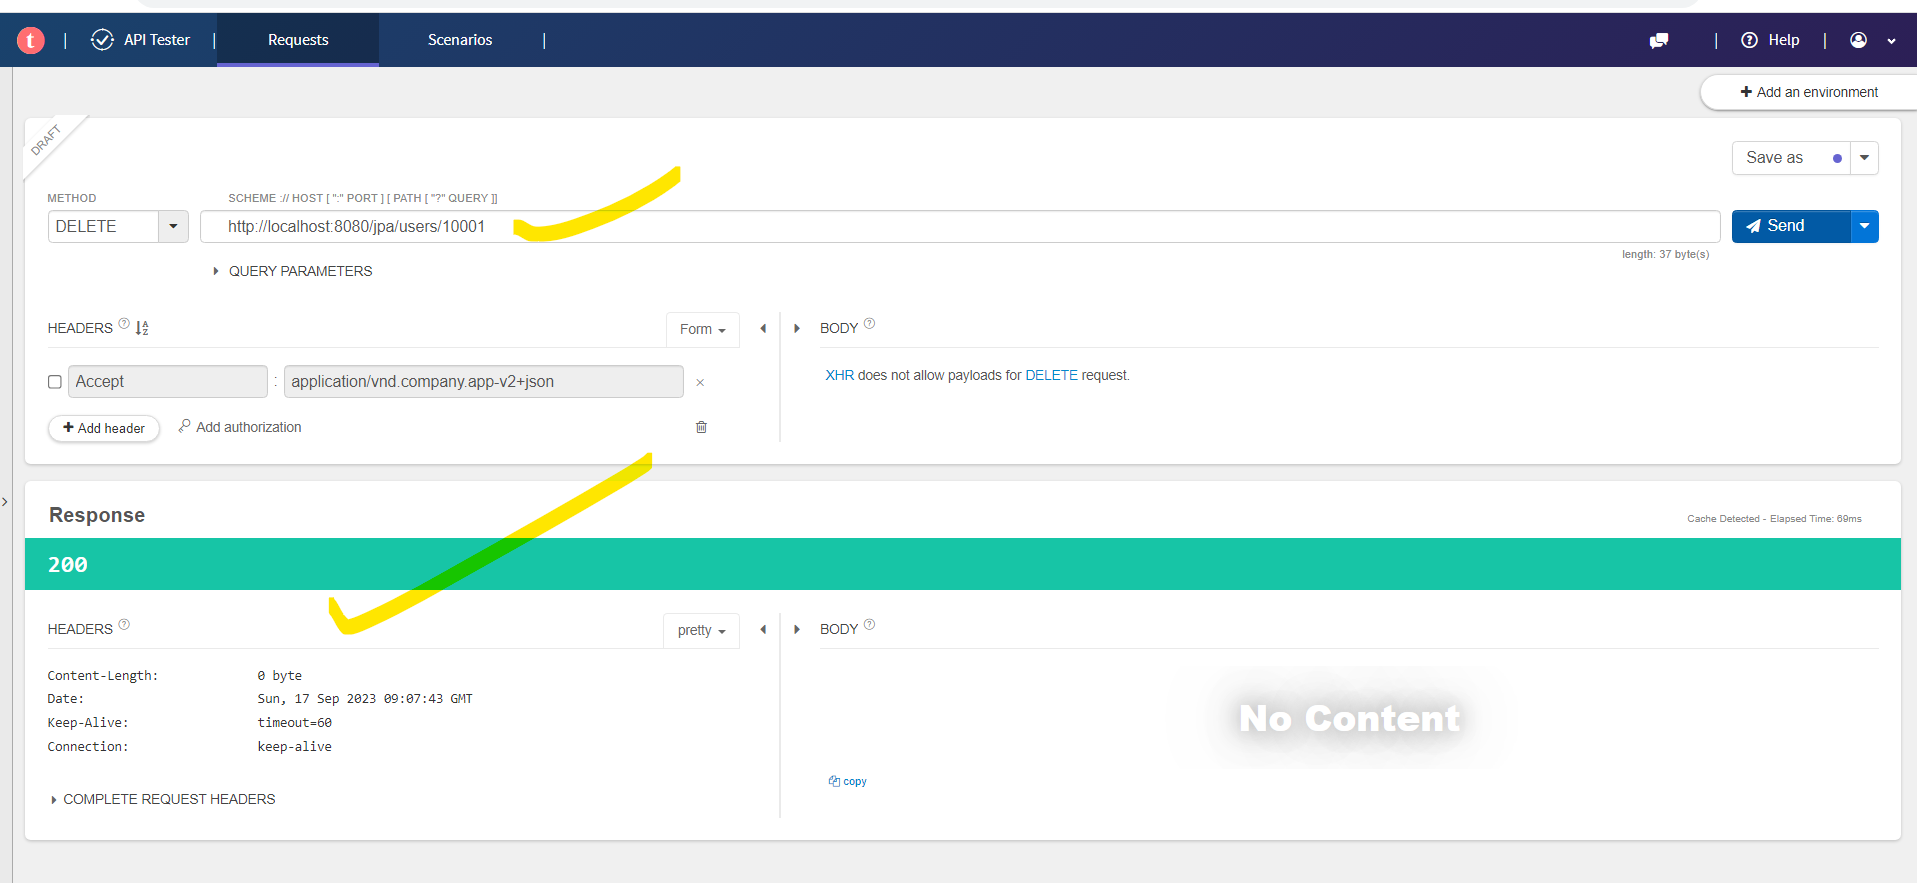 t | API Tester | Requests Scenarios | | Help |
+ Add an environment
DRAFT
Save as
METHOD SCHEME :// HOST [ ":" PORT ] [ PATH [ "?" QUERY ]]
DELETE http://localhost:8080/jpa/users/10001 Send
length: 37 byte(s)
QUERY PARAMETERS
HEADERS ? Form BODY ?
Accept : application/vnd.company.app-v2+json ×
XHR does not allow payloads for DELETE request.
+ Add header Add authorization
Response
Cache Detected - Elapsed Time: 69ms
200
HEADERS ? pretty BODY ?
Content-Length: 0 byte
Date: Sun, 17 Sep 2023 09:07:43 GMT
Keep-Alive: timeout=60
Connection: keep-alive
No Content
copy
COMPLETE REQUEST HEADERS